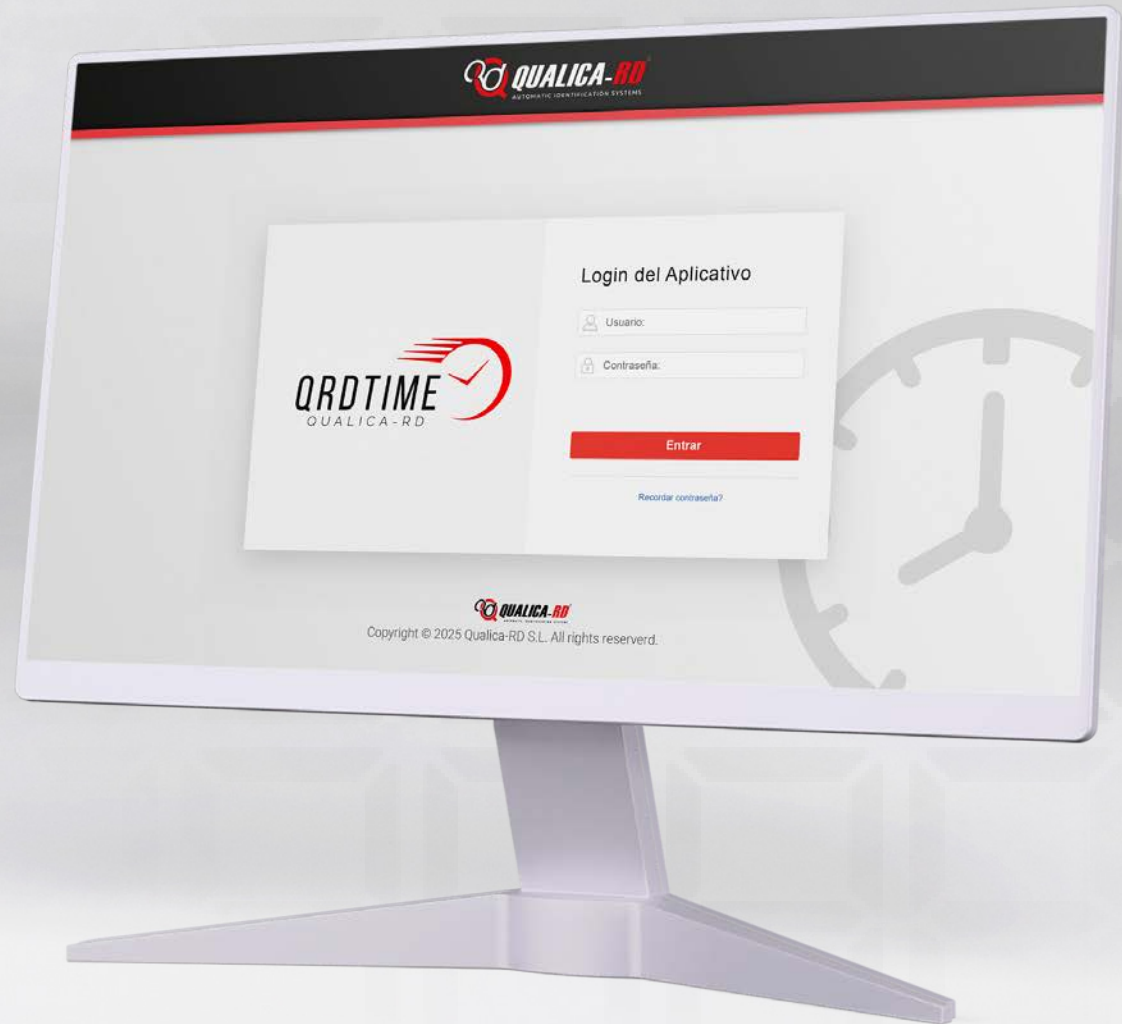 QUALICA-RD
AUTOMATIC IDENTIFICATION SYSTEMS
Login del Aplicativo
Usuario:
Contraseña:
QRDTIME
QUALICA-RD
Entrar
Recordar contraseña?
QUALICA-RD
Copyright © 2025 Qualica-RD S.L. All rights reserverd.